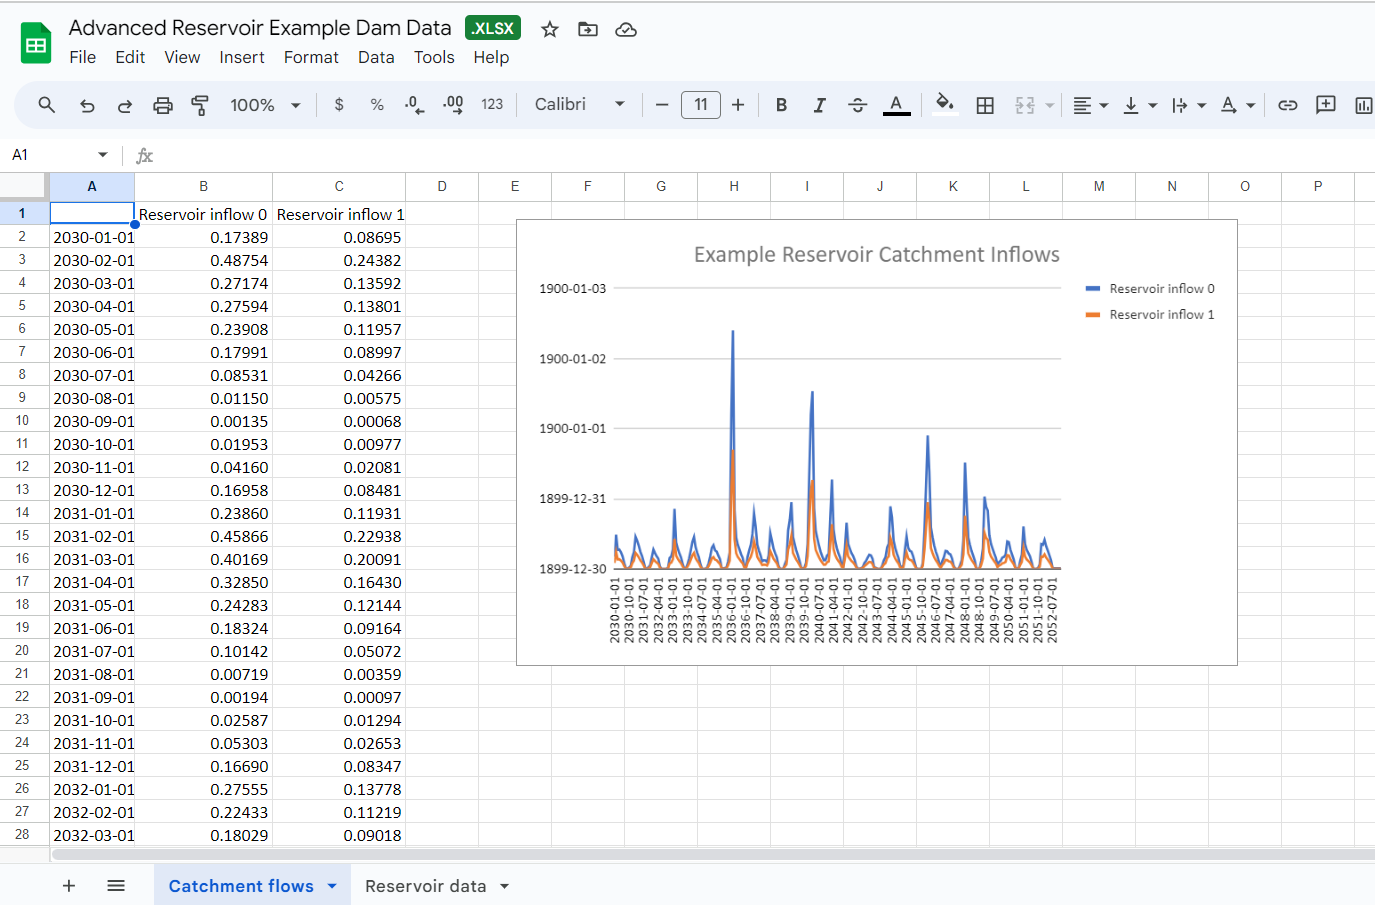 Advanced Reservoir Example Dam Data .XLSX
File Edit View Insert Format Data Tools Help
100% $ % .0 .00 123 Calibri 11 B I A A
A1 fx
A B C D E F G H I J K L M N O P
1 Reservoir inflow 0 Reservoir inflow 1
2 2030-01-01 0.17389 0.08695
3 2030-02-01 0.48754 0.24382
4 2030-03-01 0.27174 0.13592
5 2030-04-01 0.27594 0.13801
6 2030-05-01 0.23908 0.11957
7 2030-06-01 0.17991 0.08997
8 2030-07-01 0.08531 0.04266
9 2030-08-01 0.01150 0.00575
10 2030-09-01 0.00135 0.00068
11 2030-10-01 0.01953 0.00977
12 2030-11-01 0.04160 0.02081
13 2030-12-01 0.16958 0.08481
14 2031-01-01 0.23860 0.11931
15 2031-02-01 0.45866 0.22938
16 2031-03-01 0.40169 0.20091
17 2031-04-01 0.32850 0.16430
18 2031-05-01 0.24283 0.12144
19 2031-06-01 0.18324 0.09164
20 2031-07-01 0.10142 0.05072
21 2031-08-01 0.00719 0.00359
22 2031-09-01 0.00194 0.00097
23 2031-10-01 0.02587 0.01294
24 2031-11-01 0.05303 0.02653
25 2031-12-01 0.16690 0.08347
26 2032-01-01 0.27555 0.13778
27 2032-02-01 0.22433 0.11219
28 2032-03-01 0.18029 0.09018
Example Reservoir Catchment Inflows
Reservoir inflow 0
Reservoir inflow 1
1900-01-03
1900-01-02
1900-01-01
1899-12-31
1899-12-30
2030-01-01
2030-10-01
2031-07-01
2032-04-01
2033-01-01
2033-10-01
2034-07-01
2035-04-01
2036-01-01
2036-10-01
2037-07-01
2038-04-01
2039-01-01
2039-10-01
2040-07-01
2041-04-01
2042-01-01
2042-10-01
2043-07-01
2044-04-01
2045-01-01
2045-10-01
2046-07-01
2047-04-01
2048-01-01
2048-10-01
2049-07-01
2050-04-01
2051-01-01
2051-10-01
2052-07-01
Catchment flows Reservoir data